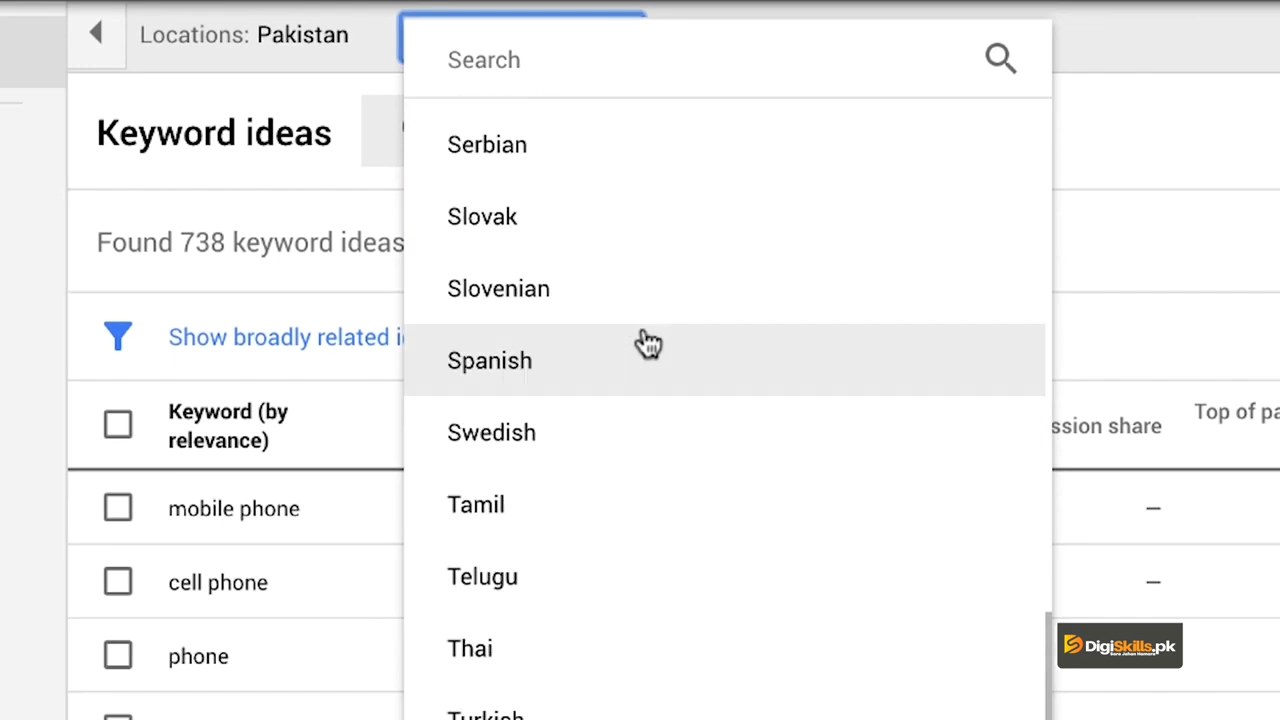 Locations: Pakistan
Search
Keyword ideas
Serbian
Slovak
Found 738 keyword ideas
Slovenian
Show broadly related i
Spanish
Keyword (by
relevance)
Swedish
ssion share
Top of pa
mobile phone
Tamil
–
cell phone
Telugu
–
phone
Thai
DigiSkills.pk
Turkish